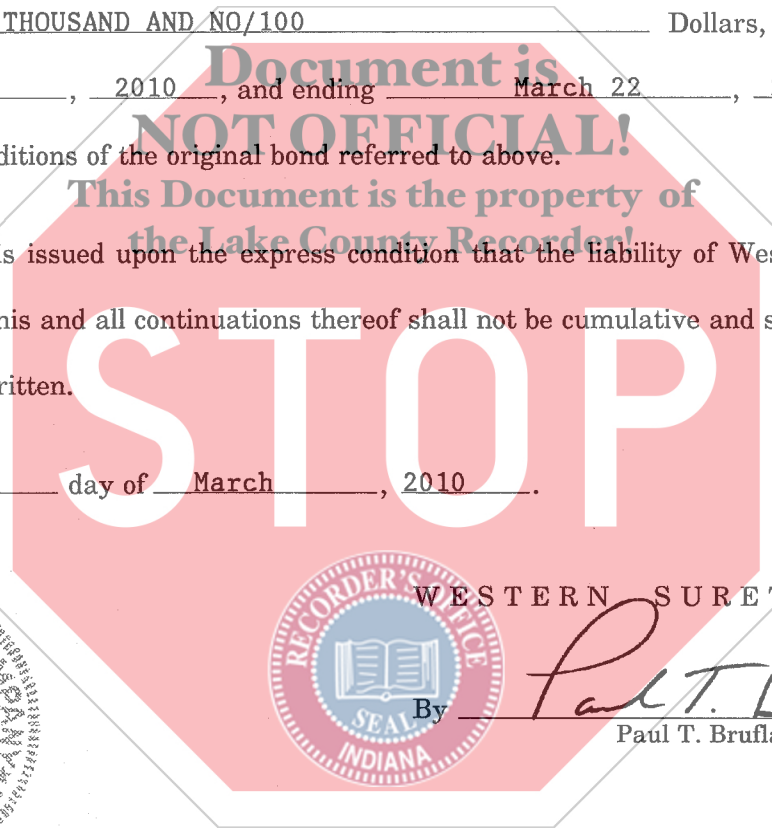 THOUSAND AND NO/100 Dollars,
Document is
, 2010 , and ending March 22 ,
NOT OFFICIAL!
ditions of the original bond referred to above.
This Document is the property of
the Lake County Recorder!
s issued upon the express condition that the liability of Wes
his and all continuations thereof shall not be cumulative and s
ritten.
STOP
day of March , 2010 .
RECORDER'S OFFICE
WESTERN SURET
SEAL
By Paul T.
INDIANA
Paul T. Brufla